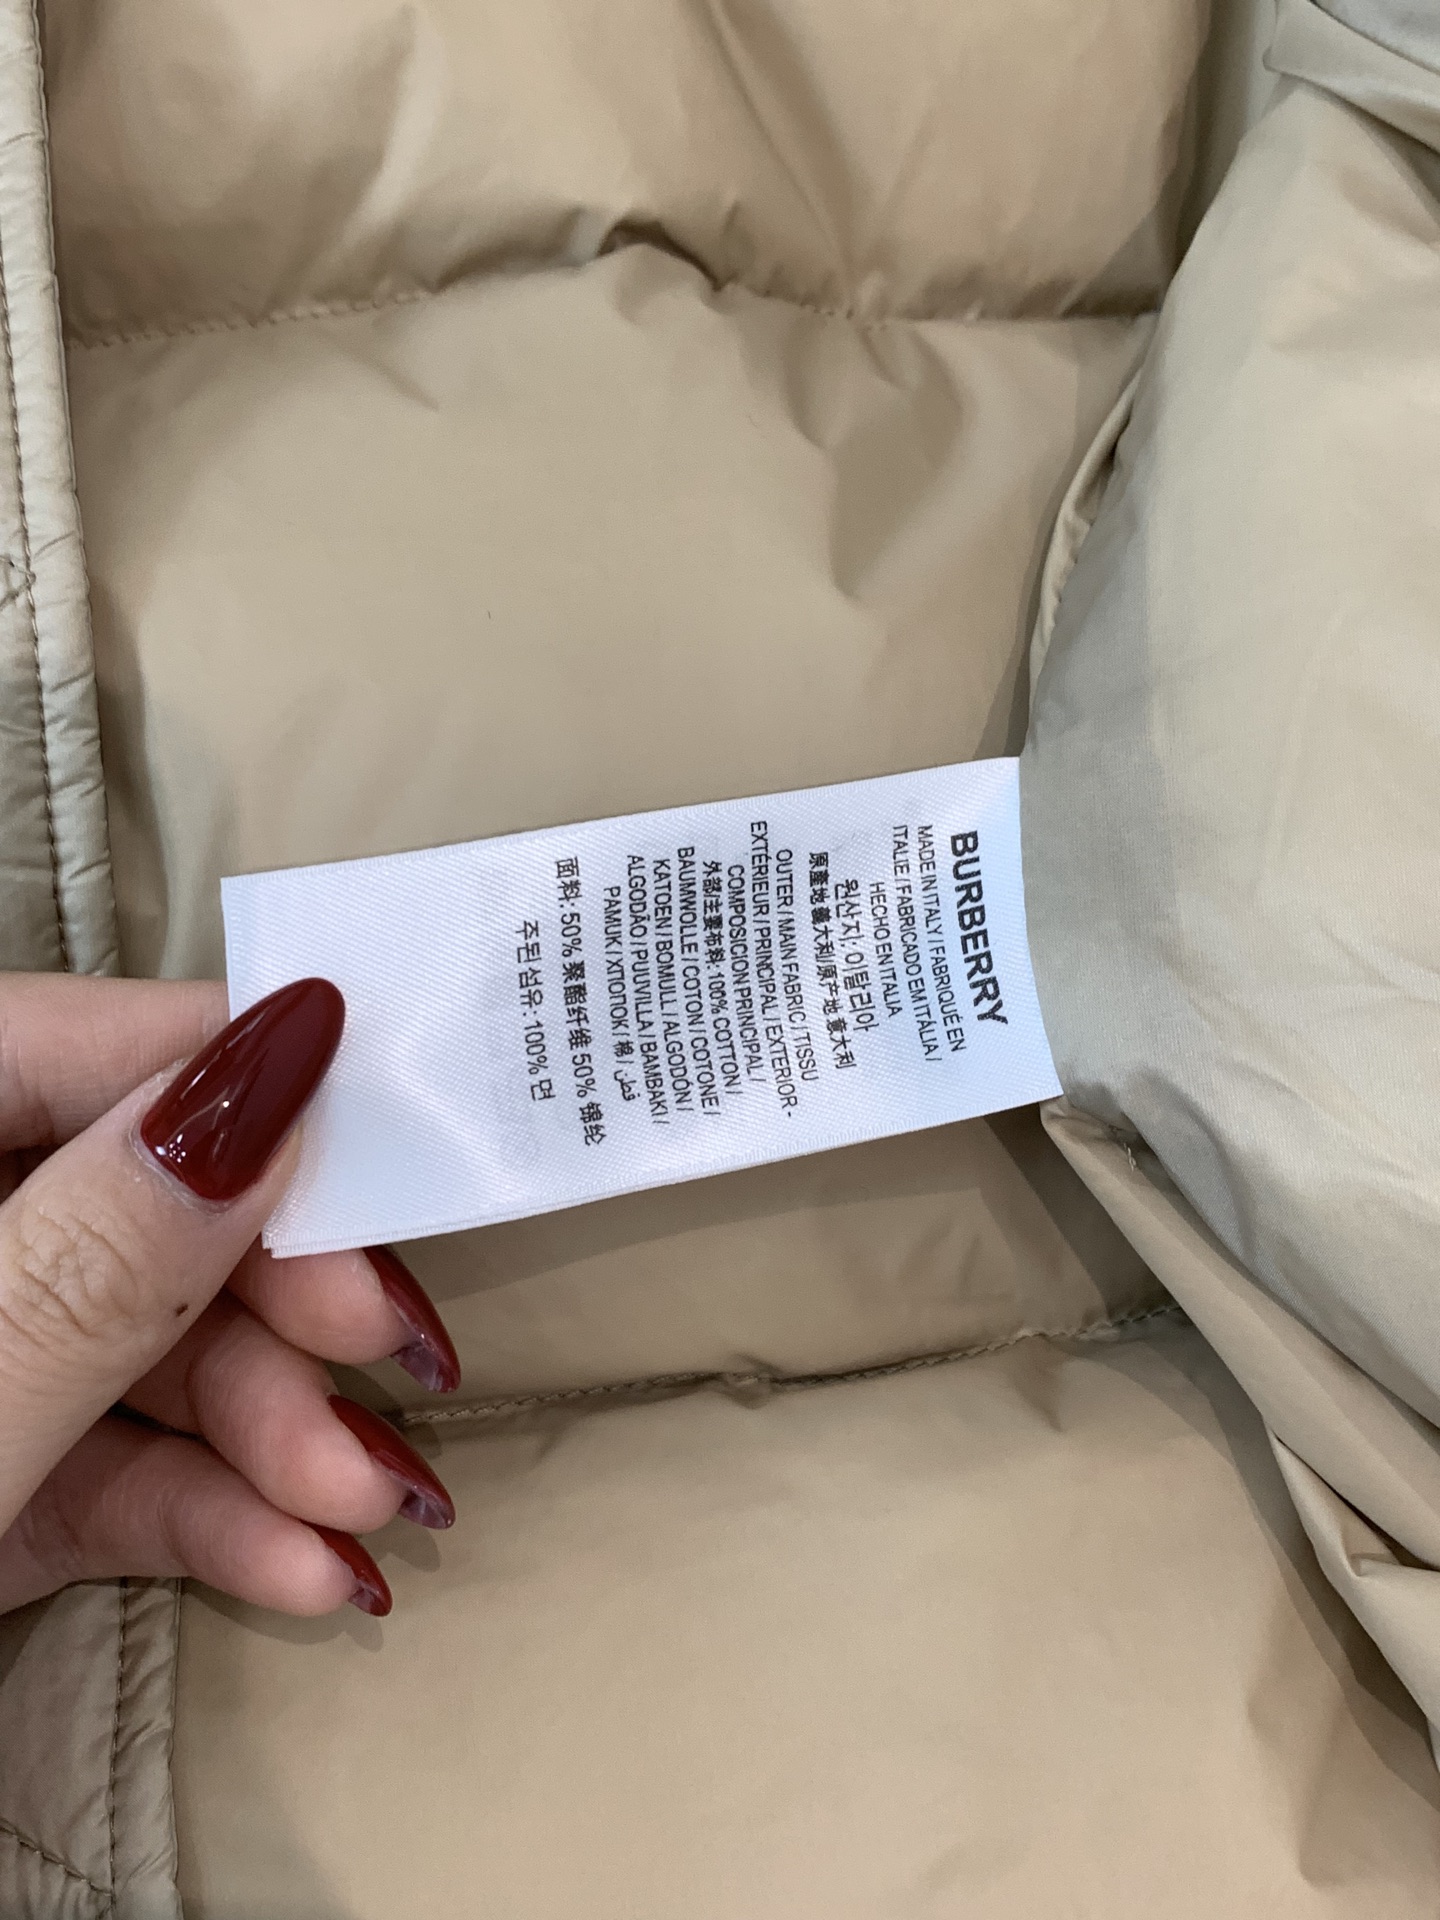 BURBERRY
MADE IN ITALY / FABRIQUÉ EN
ITALIE / FABRICADO EM ITÁLIA /
HECHO EN ITALIA
원산지: 이탈리아
原產地義大利/原产地 意大利
OUTER / MAIN FABRIC / TISSU
EXTÉRIEUR / PRINCIPAL / EXTERIOR -
COMPOSICION PRINCIPAL /
外部/主要布料: 100% COTTON /
BAUMWOLLE / COTON / COTONE /
KATOEN / BOMULL / ALGODÓN /
ALGODÃO / PUUVILLA / BAMBAKI /
PAMUK / ХΠΟΠΟΚ / 棉 / قطن
面料: 50% 聚酯纤维 50% 锦纶
주된 섬유: 100% 면